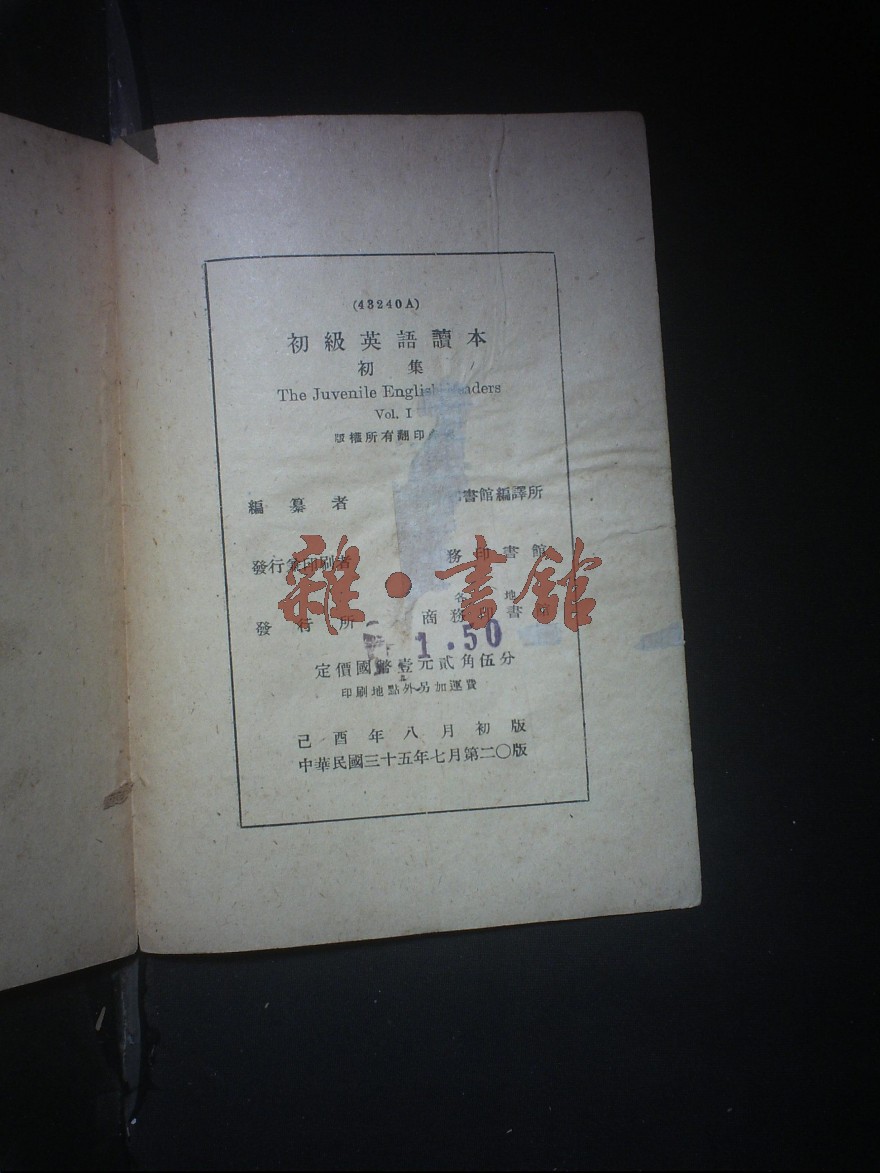 (43240A)
初級英語讀本
初集
The Juvenile English Readers
Vol. I
版權所有翻印
編纂者 書館編譯所
發行兼印刷者 務印書館
各地
發行所 商務印書
1.50
定價國幣壹元貳角伍分
印刷地點外另加運費
己酉年八月初版
中華民國三十五年七月第二〇版
雜·書館